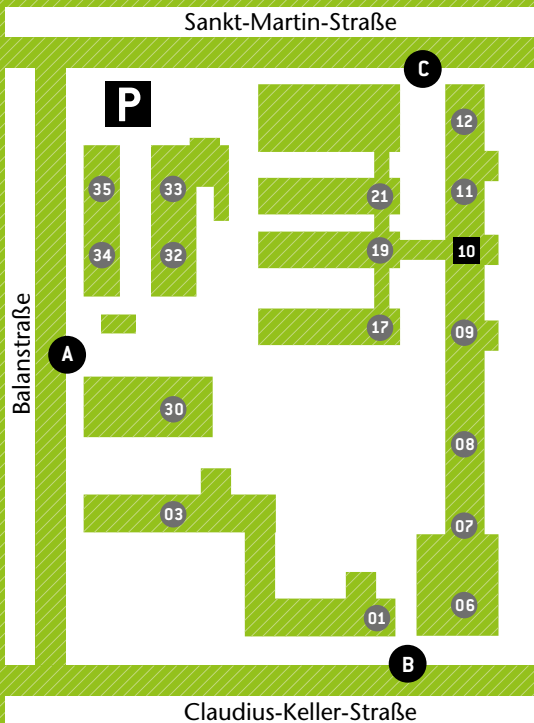 Sankt-Martin-Straße
C
P
12
35
33
11
21
34
32
19
10
Balanstraße
17
09
A
30
08
03
07
06
01
B
Claudius-Keller-Straße